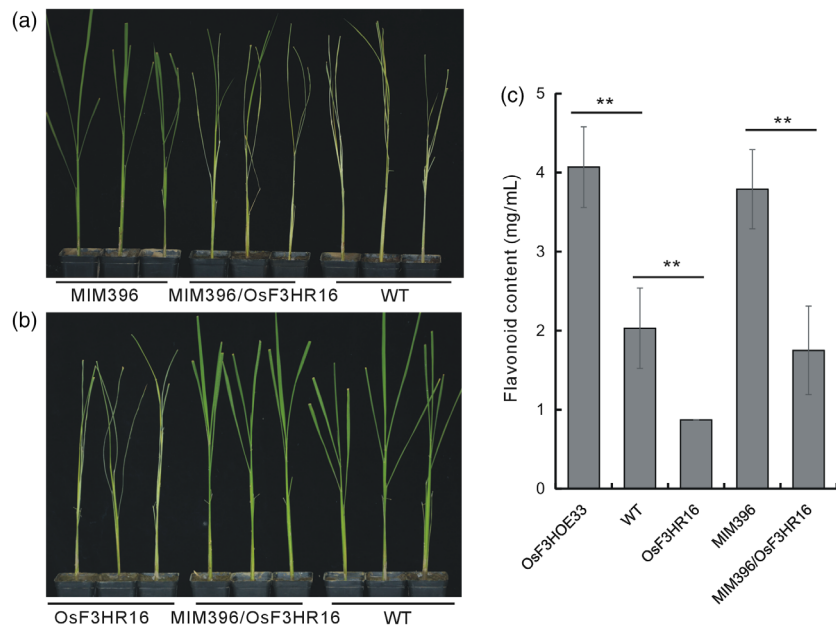 (a)
MIM396 MIM396/OsF3HR16 WT
(b)
OsF3HR16 MIM396/OsF3HR16 WT
(c)
Flavonoid content (mg/mL)
5
4
3
2
1
0
**
**
**
OsF3HOE33
WT
OsF3HR16
MIM396
MIM396/OsF3HR16